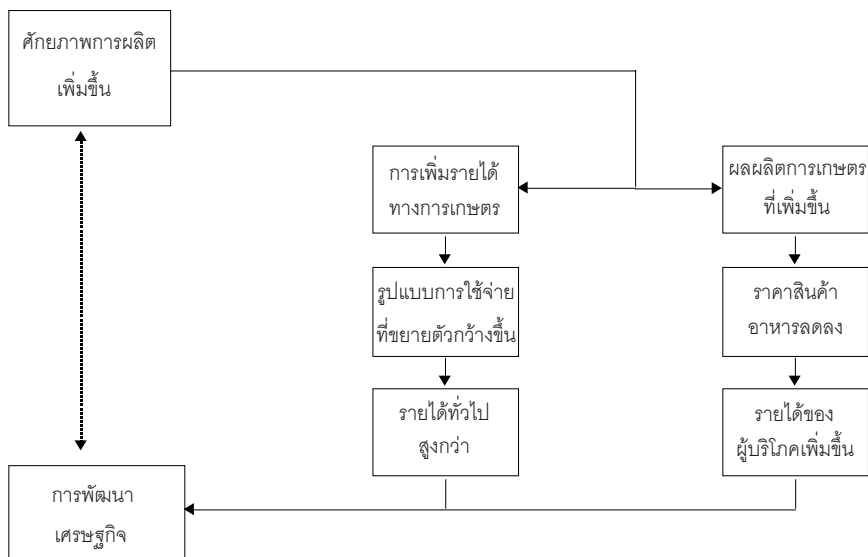 ศักยภาพการผลิต
เพิ่มขึ้น
การเพิ่มรายได้
ทางการเกษตร
ผลผลิตการเกษตร
ที่เพิ่มขึ้น
รูปแบบการใช้จ่าย
ที่ขยายตัวกว้างขึ้น
ราคาสินค้า
อาหารลดลง
รายได้ทั่วไป
สูงกว่า
รายได้ของ
ผู้บริโภคเพิ่มขึ้น
การพัฒนา
เศรษฐกิจ